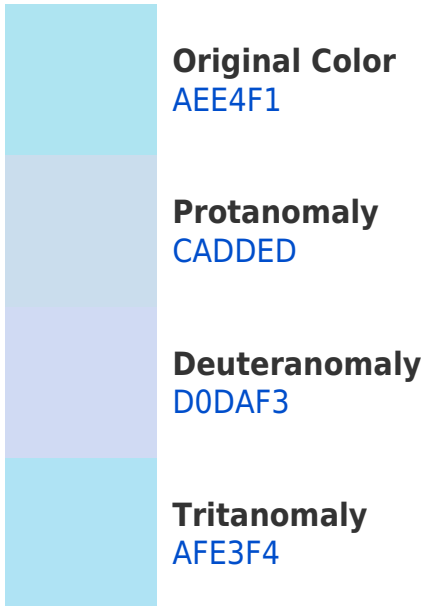 Original Color
AEE4F1
Protanomaly
CADDED
Deuteranomaly
D0DAF3
Tritanomaly
AFE3F4